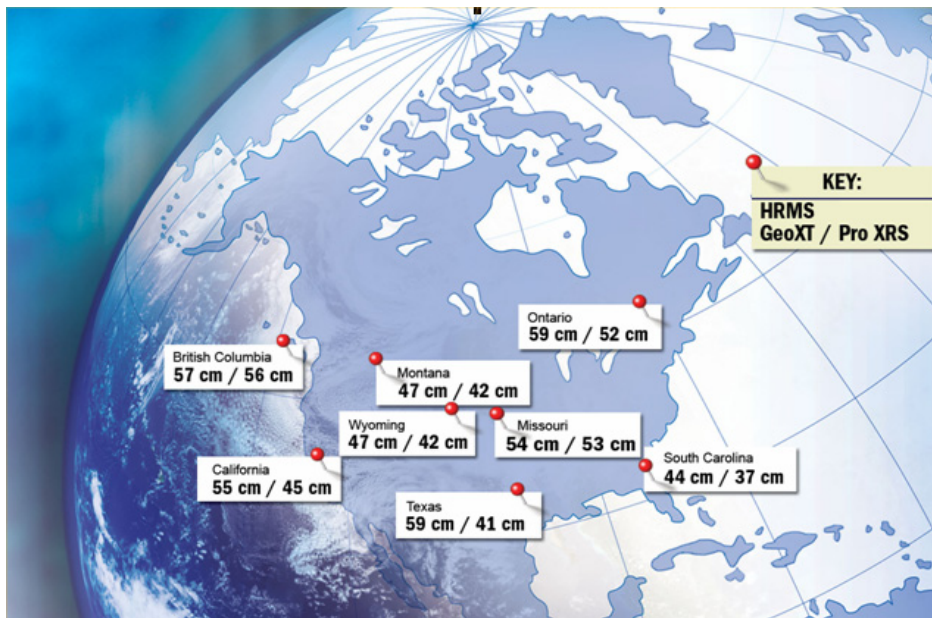 KEY:
HRMS
GeoXT / Pro XRS
Ontario
59 cm / 52 cm
British Columbia
57 cm / 56 cm
Montana
47 cm / 42 cm
Wyoming
47 cm / 42 cm
Missouri
54 cm / 53 cm
California
55 cm / 45 cm
South Carolina
44 cm / 37 cm
Texas
59 cm / 41 cm